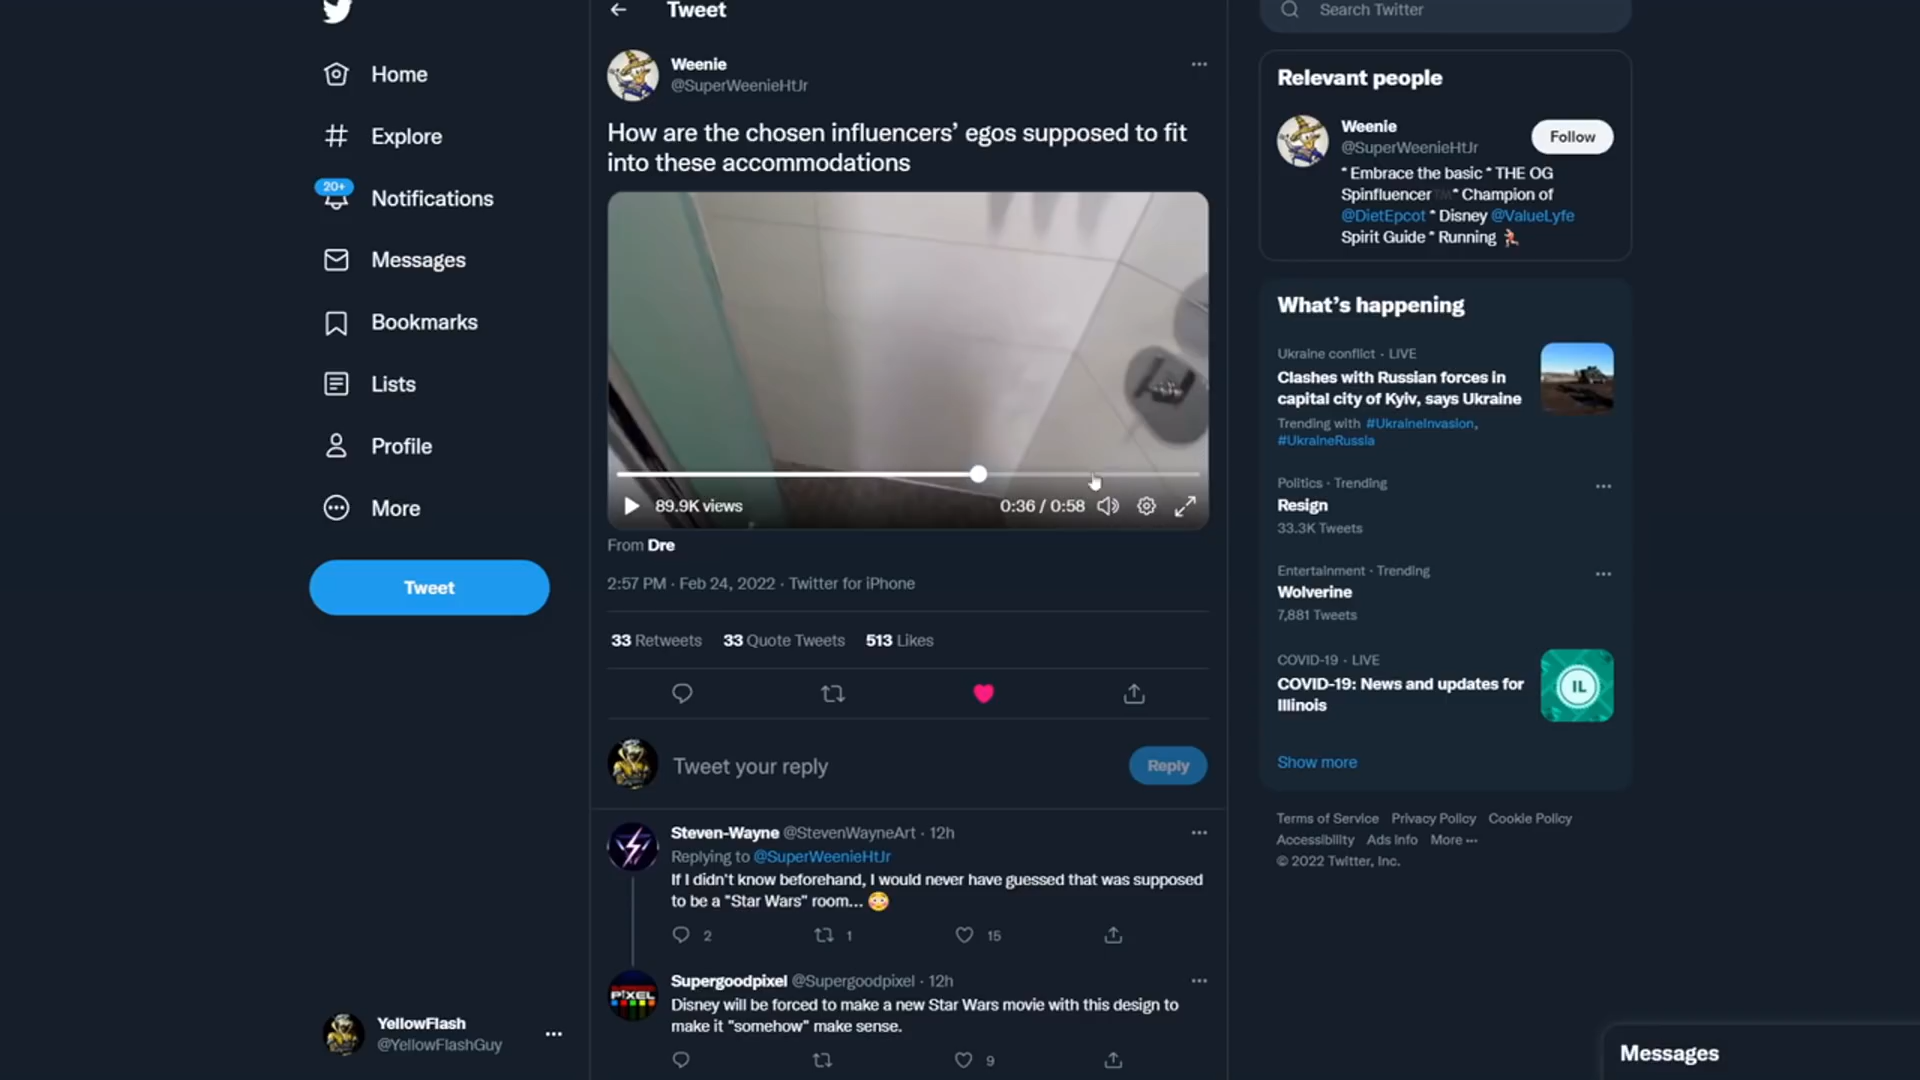 Tweet
Search Twitter
Home
Explore
20+
Notifications
Messages
Bookmarks
Lists
Profile
More
Tweet
YellowFlash
@YellowFlashGuy
Weenie
@SuperWeenieHtJr
How are the chosen influencers’ egos supposed to fit
into these accommodations
89.9K views
0:36 / 0:58
From Dre
2:57 PM · Feb 24, 2022 · Twitter for iPhone
33 Retweets 33 Quote Tweets 513 Likes
Tweet your reply
Reply
Steven-Wayne @StevenWayneArt · 12h
Replying to @SuperWeenieHtJr
If I didn't know beforehand, I would never have guessed that was supposed
to be a "Star Wars" room... 😳
2 1 15
PIXEL
Supergoodpixel @Supergoodpixel · 12h
Disney will be forced to make a new Star Wars movie with this design to
make it "somehow" make sense.
9
Relevant people
Weenie
@SuperWeenieHtJr
Follow
* Embrace the basic * THE OG
Spinfluencer™* Champion of
@DietEpcot * Disney @ValueLyfe
Spirit Guide * Running 🏃
What’s happening
Ukraine conflict · LIVE
Clashes with Russian forces in
capital city of Kyiv, says Ukraine
Trending with #UkraineInvasion,
#UkraineRussia
Politics · Trending
Resign
33.3K Tweets
Entertainment · Trending
Wolverine
7,881 Tweets
COVID-19 · LIVE
COVID-19: News and updates for
Illinois
IL
Show more
Terms of Service Privacy Policy Cookie Policy
Accessibility Ads info More ···
© 2022 Twitter, Inc.
Messages